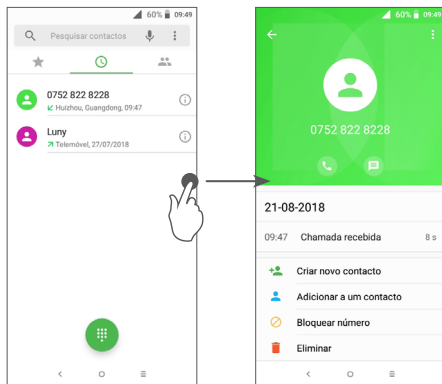 60% 09:49
Pesquisar contactos
0752 822 8228
Huizhou, Guangdong, 09:47
Luny
Telemóvel, 27/07/2018
60% 09:49
0752 822 8228
21-08-2018
09:47 Chamada recebida 8 s
Criar novo contacto
Adicionar a um contacto
Bloquear número
Eliminar